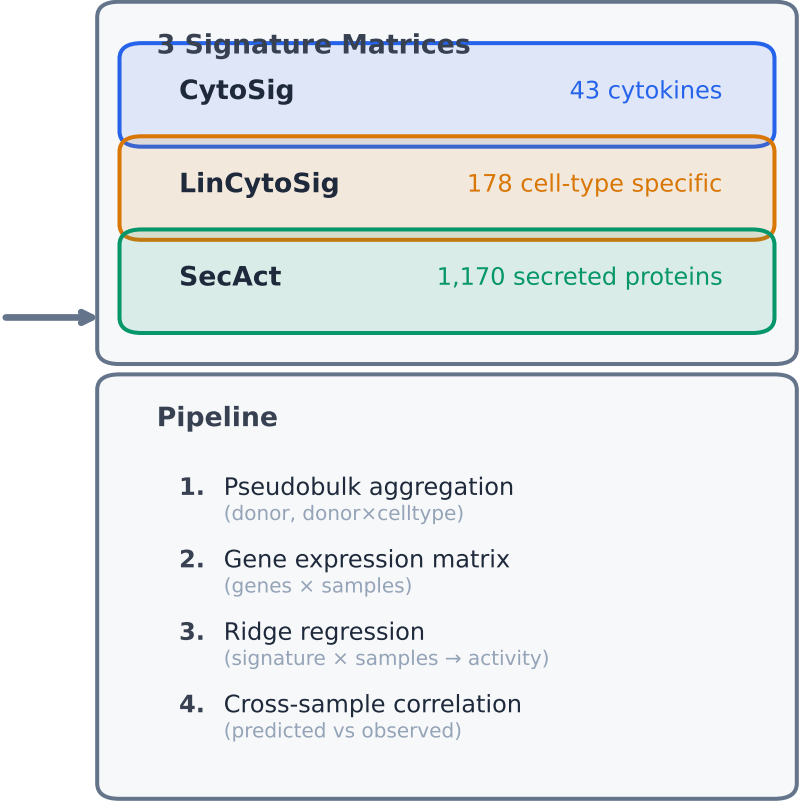 3 Signature Matrices
CytoSig 43 cytokines
LinCytoSig 178 cell-type specific
SecAct 1,170 secreted proteins
Pipeline
1. Pseudobulk aggregation
(donor, donor×celltype)
2. Gene expression matrix
(genes × samples)
3. Ridge regression
(signature × samples → activity)
4. Cross-sample correlation
(predicted vs observed)